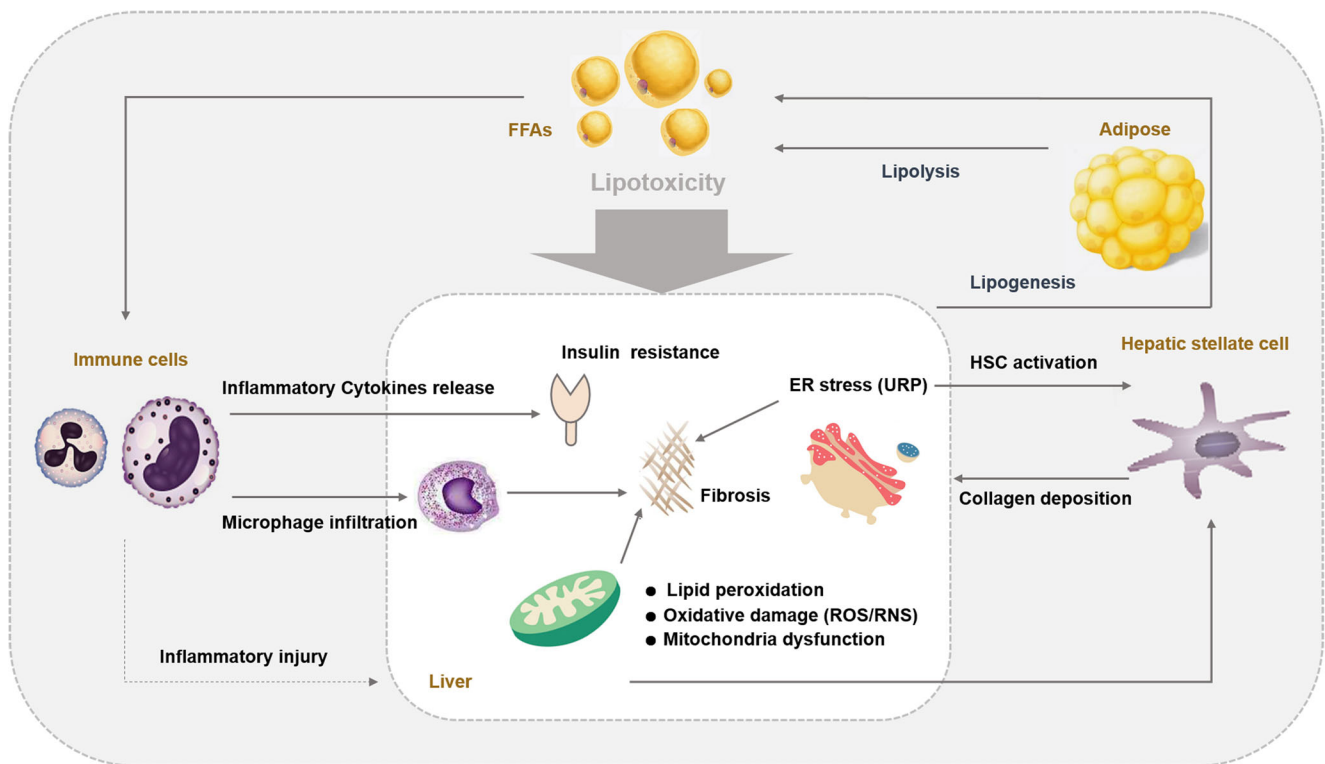 FFAs
Adipose
Lipolysis
Lipotoxicity
Lipogenesis
Immune cells
Insulin resistance
Hepatic stellate cell
HSC activation
Inflammatory Cytokines release
ER stress (URP)
Fibrosis
Collagen deposition
Microphage infiltration
● Lipid peroxidation
● Oxidative damage (ROS/RNS)
● Mitochondria dysfunction
Inflammatory injury
Liver